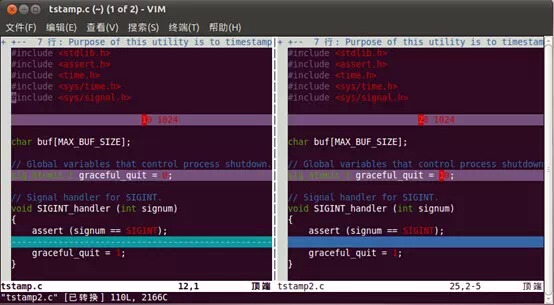 tstamp.c (~) (1 of 2) - VIM
文件(F) 编辑(E) 查看(V) 搜索(S) 终端(T) 帮助(H)
+ +-- 7 行: Purpose of this utility is to timestamp
#include <stdlib.h>
#include <assert.h>
#include <time.h>
#include <sys/time.h>
#include <sys/signal.h>
1024
char buf[MAX_BUF_SIZE];
// Global variables that control process shutdown.
graceful_quit = 0;
// Signal handler for SIGINT.
void SIGINT_handler (int signum)
{
assert (signum == SIGINT);
graceful_quit = 1;
}
tstamp.c 12,1 顶端
+ +-- 7 行: Purpose of this utility is to timestamp
#include <stdlib.h>
#include <assert.h>
#include <time.h>
#include <sys/time.h>
#include <sys/signal.h>
1024
char buf[MAX_BUF_SIZE];
// Global variables that control process shutdown
graceful_quit =
// Signal handler for SIGINT.
void SIGINT_handler (int signum)
{
assert (signum == SIGINT);
graceful_quit = 1;
}
tstamp2.c 25,2-5 顶端
"tstamp2.c" [已转换] 110L, 2166C